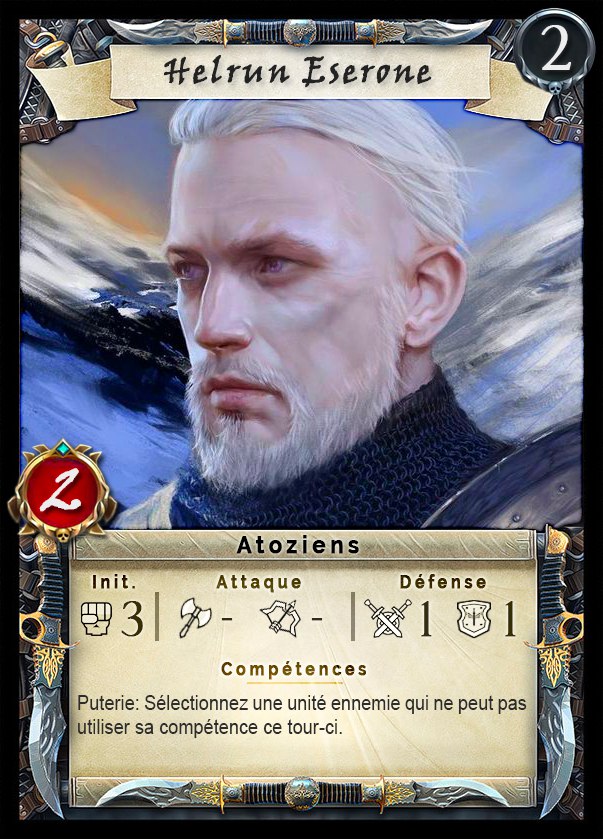 Helrun Eserone
2
2
Atoziens
Init. Attaque Défense
3 - - 1 1
Compétences
Puterie: Sélectionnez une unité ennemie qui ne peut pas
utiliser sa compétence ce tour-ci.